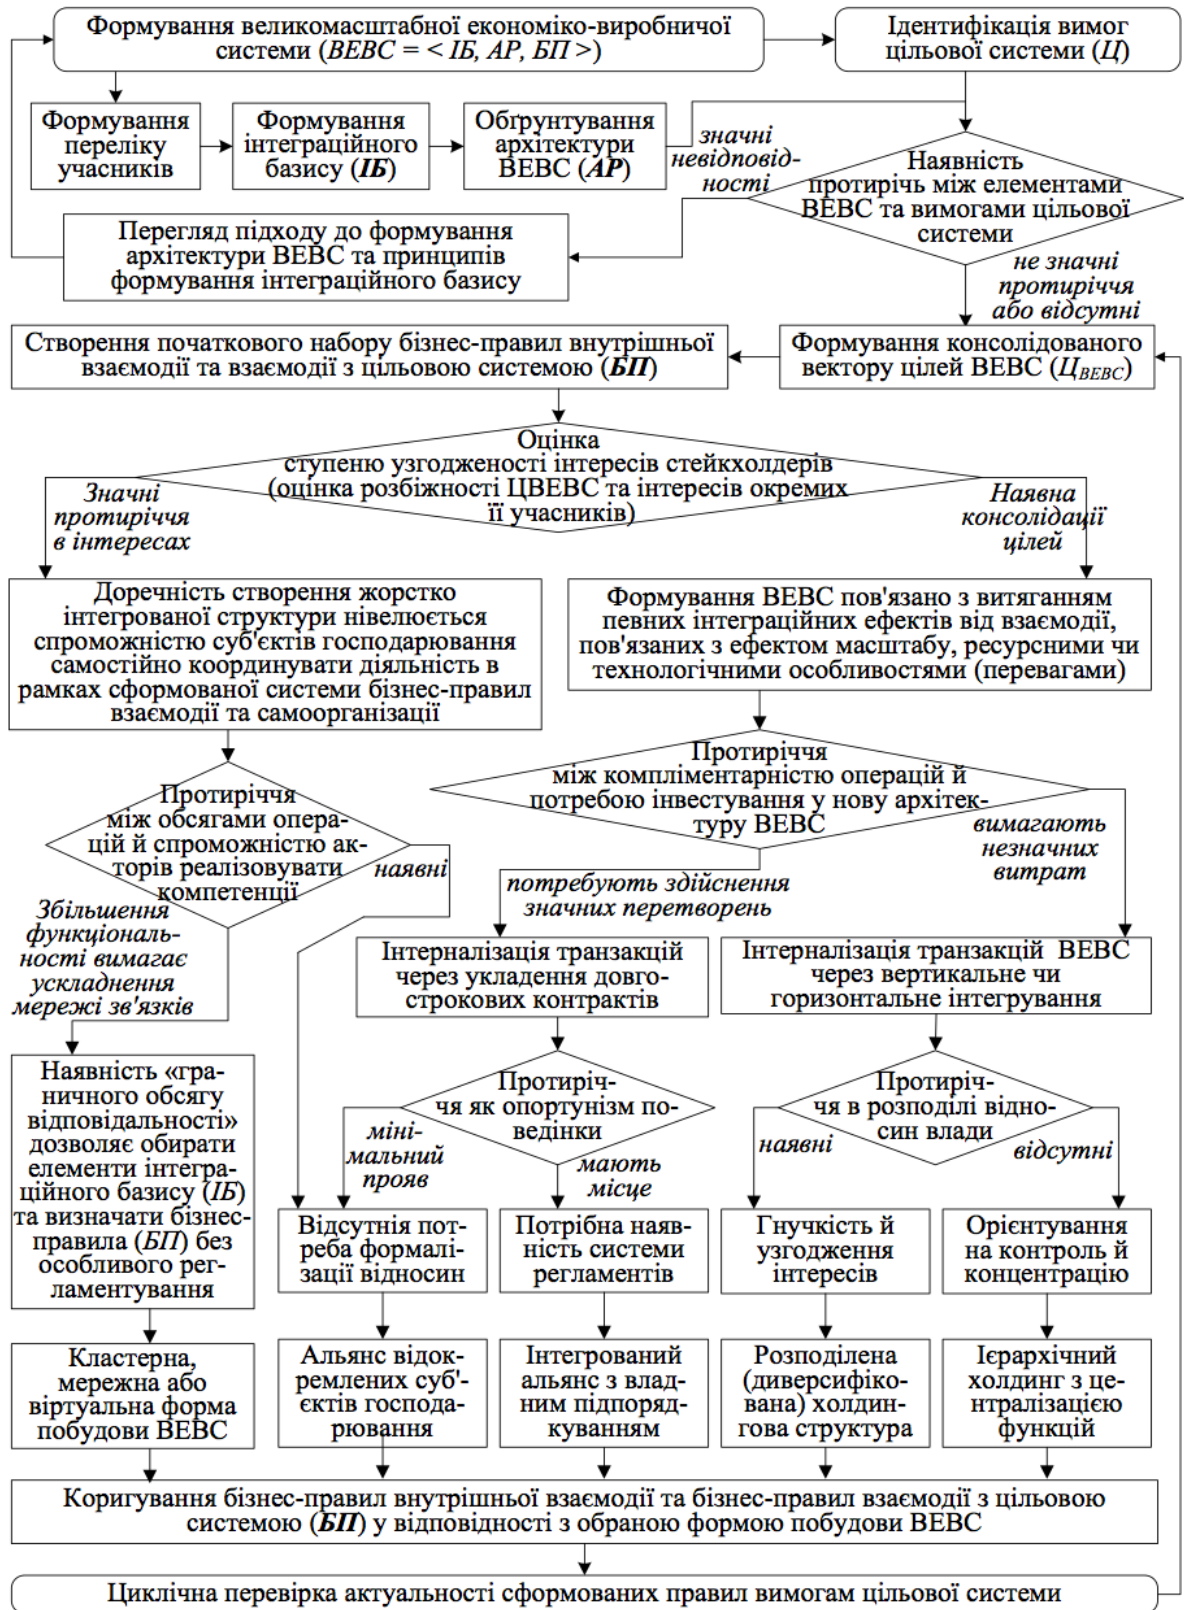 Формування великомасштабної економіко-виробничої
системи (ВЕВС = < ІБ, АР, БП >)
Ідентифікація вимог
цільової системи (Ц)
Формування
переліку
учасників
Формування
інтеграційного
базису (ІБ)
Обґрунтування
архітектури
ВЕВС (АР)
значні
невідповід-
ності
Наявність
протирічь між елементами
ВЕВС та вимогами цільової
системи
Перегляд підходу до формування
архітектури ВЕВС та принципів
формування інтеграційного базису
не значні
протиріччя
або відсутні
Створення початкового набору бізнес-правил внутрішньої
взаємодії та взаємодії з цільовою системою (БП)
Формування консолідованого
вектору цілей ВЕВС (ЦВЕВС)
Оцінка
ступеню узгодженості інтересів стейкхолдерів
(оцінка розбіжності ЦВЕВС та інтересів окремих
її учасників)
Значні
протиріччя
в інтересах
Наявна
консолідації
цілей
Доречність створення жорстко
інтегрованої структури нівелюється
спроможністю суб'єктів господарювання
самостійно координувати діяльність в
рамках сформованої системи бізнес-правил
взаємодії та самоорганізації
Формування ВЕВС пов'язано з витяганням
певних інтеграційних ефектів від взаємодії,
пов'язаних з ефектом масштабу, ресурсними чи
технологічними особливостями (перевагами)
Протиріччя
між обсягами опера-
цій й спроможністю ак-
торів реалізовувати
компетенції
наявні
Протиріччя
між компліментарністю операцій й
потребою інвестування у нову архітек-
туру ВЕВС
вимагають
незначних
витрат
потребують здійснення
значних перетворень
Збільшення
функціональ-
ності вимагає
ускладнення
мережі зв'язків
Інтерналізація транзакцій
через укладення довго-
строкових контрактів
Інтерналізація транзакцій ВЕВС
через вертикальне чи
горизонтальне інтегрування
Наявність «гра-
ничного обсягу
відповідальності»
дозволяє обирати
елементи інтегра-
ційного базису (ІБ)
та визначати бізнес-
правила (БП) без
особливого рег-
ламентування
Протиріч-
чя як опортунізм по-
ведінки
Протиріч-
чя в розподілі відно-
син влади
міні-
мальний
прояв
мають
місце
наявні
відсутні
Відсутнія пот-
реба формалі-
зації відносин
Потрібна наяв-
ність системи
регламентів
Гнучкість й
узгодження
інтересів
Орієнтування
на контроль й
концентрацію
Кластерна,
мережна або
віртуальна форма
побудови ВЕВС
Альянс відок-
ремлених суб'-
єктів господа-
рювання
Інтегрований
альянс з влад-
ним підпоряд-
куванням
Розподілена
(диверсифіко-
вана) холдин-
гова структура
Ієрархічний
холдинг з це-
нтралізацією
функцій
Коригування бізнес-правил внутрішньої взаємодії та бізнес-правил взаємодії з цільовою
системою (БП) у відповідності з обраною формою побудови ВЕВС
Циклічна перевірка актуальності сформованих правил вимогам цільової системи